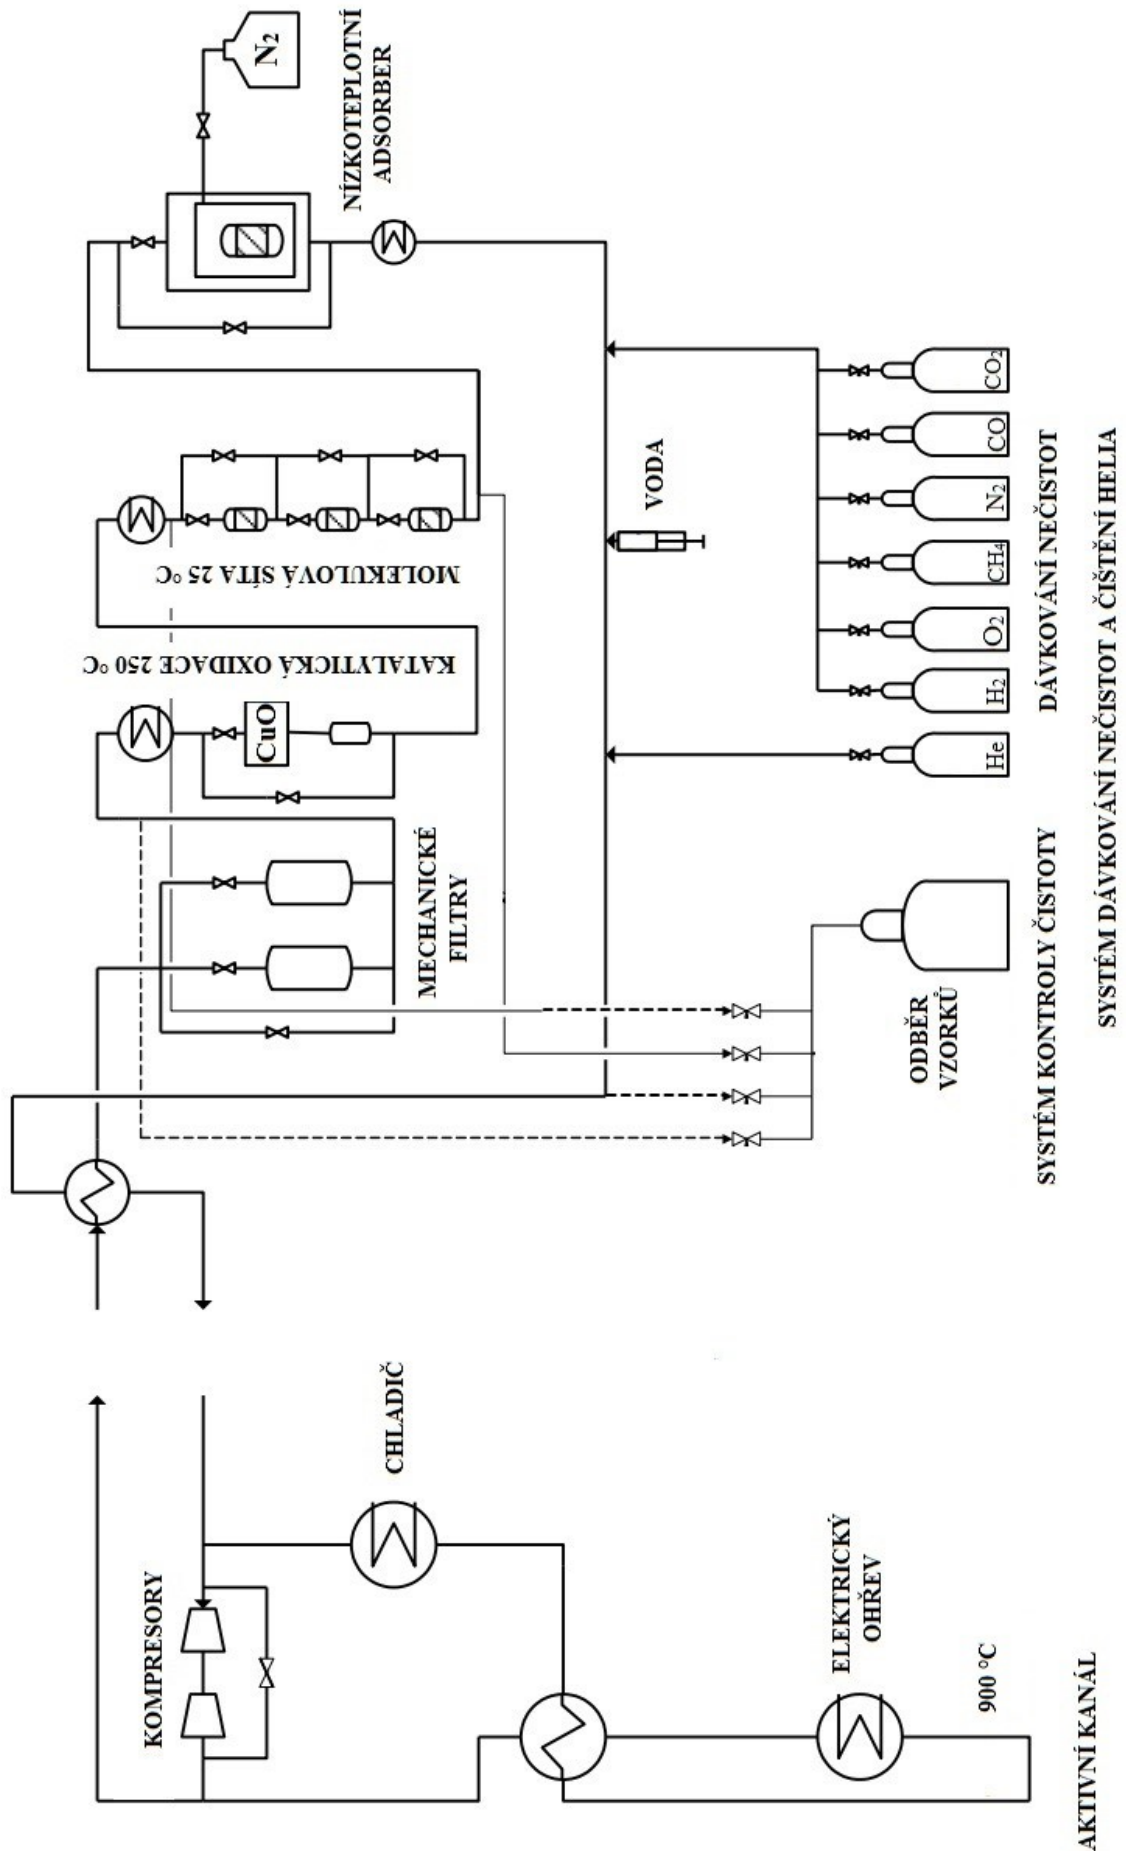 KOMPRESORY
CHLADIČ
ELEKTRICKÝ
OHŘEV
900 °C
AKTIVNÍ KANÁL
MECHANICKÉ
FILTRY
KATALYTICKÁ OXIDACE 250 °C
CuO
MOLEKULOVÁ SÍTA 25 °C
N₂
NÍZKOTEPLOTNÍ
ADSORBER
VODA
ODBĚR
VZORKŮ
SYSTÉM KONTROLY ČISTOTY
He
H₂
O₂
CH₄
N₂
CO
CO₂
DÁVKOVÁNÍ NEČISTOT
SYSTÉM DÁVKOVÁNÍ NEČISTOT A ČIŠTĚNÍ HELIA